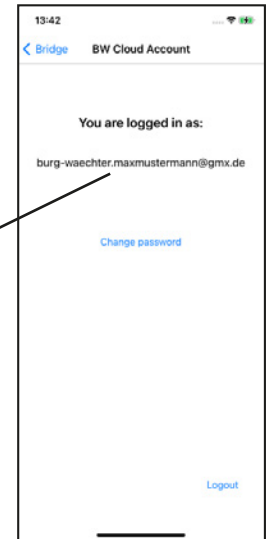 13:42
Bridge BW Cloud Account
You are logged in as:
burg-waechter.maxmustermann@gmx.de
Change password
Logout